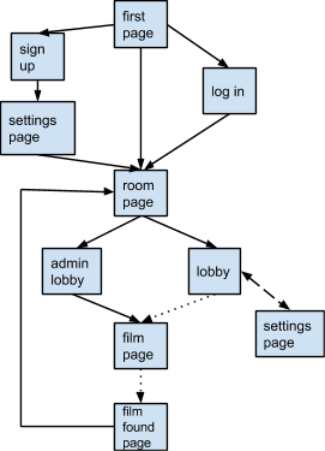 first
page
sign
up
log in
settings
page
room
page
admin
lobby
lobby
settings
page
film
page
film
found
page